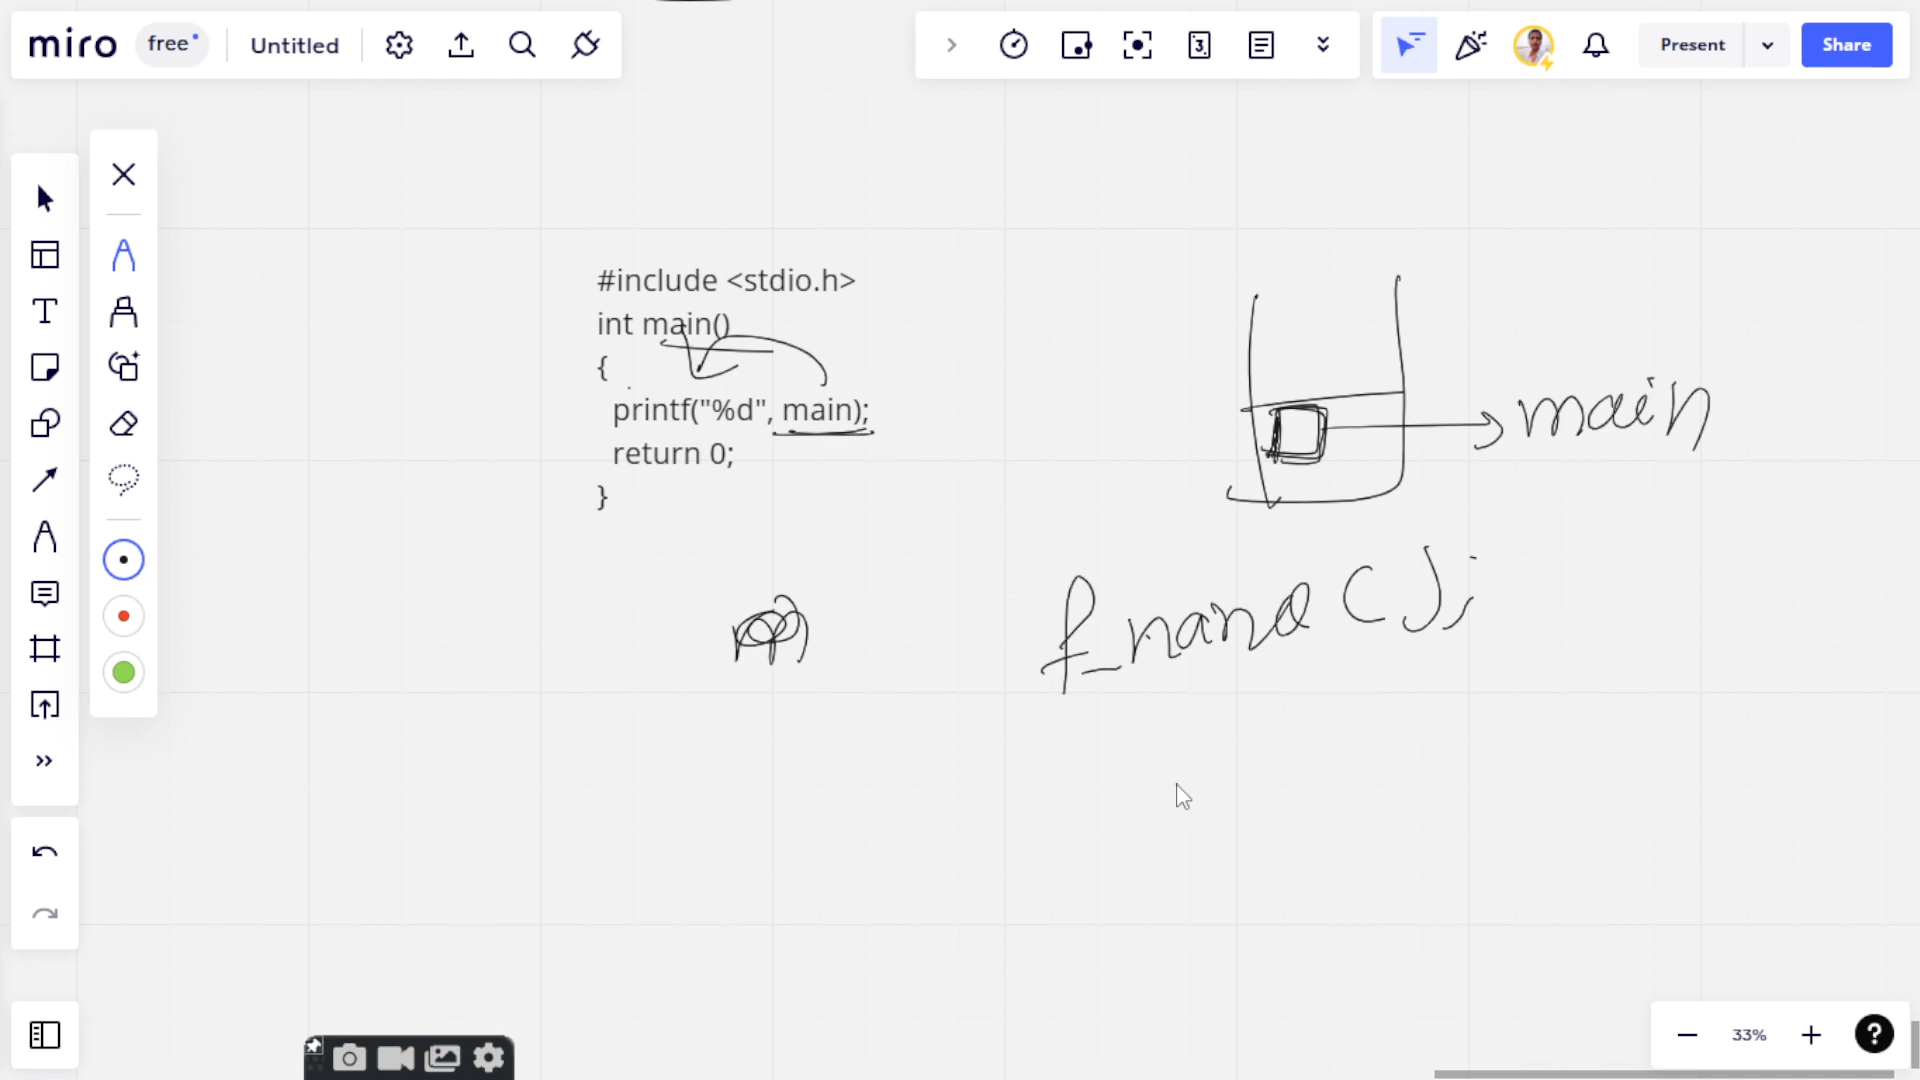 miro free Untitled
Present Share
#include <stdio.h>
int main()
{
printf("%d", main);
return 0;
}
main
f_name ( ) ;
33%